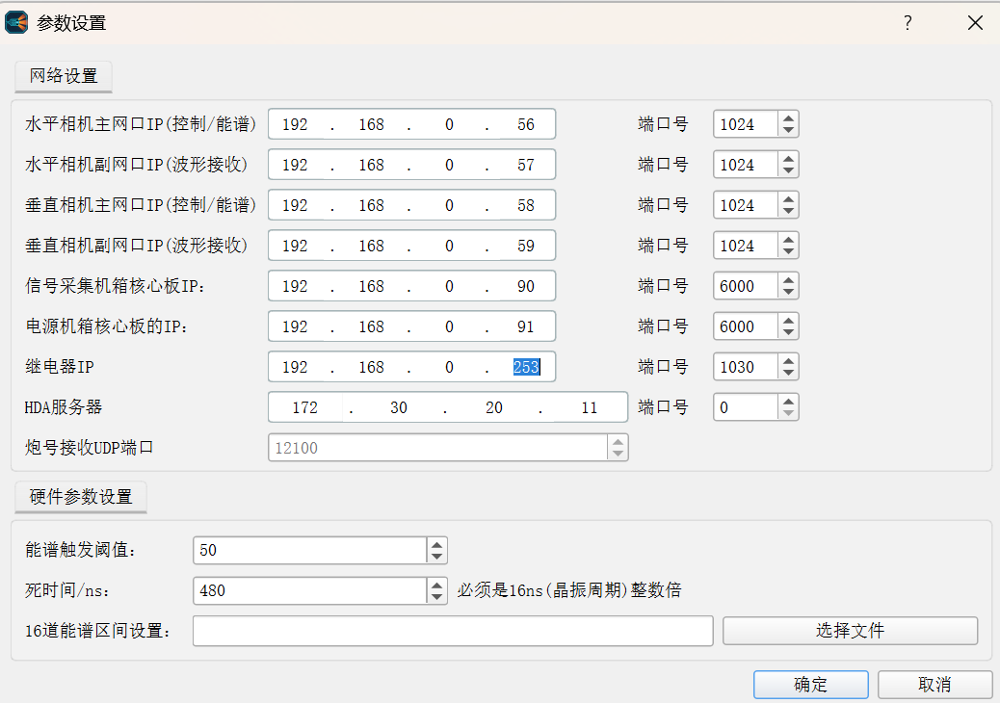 参数设置 ?
网络设置
水平相机主网口IP(控制/能谱) 192 . 168 . 0 . 56 端口号 1024
水平相机副网口IP(波形接收) 192 . 168 . 0 . 57 端口号 1024
垂直相机主网口IP(控制/能谱) 192 . 168 . 0 . 58 端口号 1024
垂直相机副网口IP(波形接收) 192 . 168 . 0 . 59 端口号 1024
信号采集机箱核心板IP: 192 . 168 . 0 . 90 端口号 6000
电源机箱核心板的IP: 192 . 168 . 0 . 91 端口号 6000
继电器IP 192 . 168 . 0 . 253 端口号 1030
HDA服务器 172 . 30 . 20 . 11 端口号 0
炮号接收UDP端口 12100
硬件参数设置
能谱触发阈值: 50
死时间/ns: 480 必须是16ns(晶振周期)整数倍
16道能谱区间设置: 选择文件
确定 取消